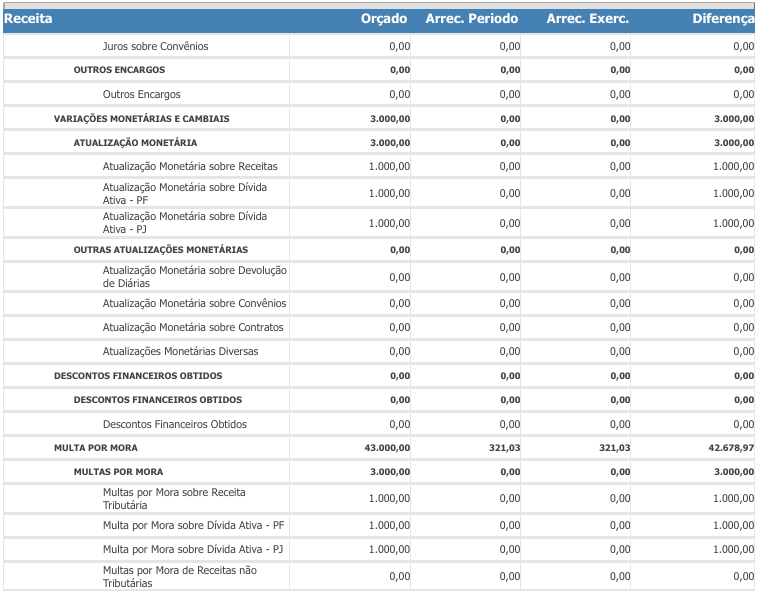 Receita Orçado Arrec. Periodo Arrec. Exerc. Diferença
Juros sobre Convênios 0,00 0,00 0,00 0,00
OUTROS ENCARGOS 0,00 0,00 0,00 0,00
Outros Encargos 0,00 0,00 0,00 0,00
VARIAÇÕES MONETÁRIAS E CAMBIAIS 3.000,00 0,00 0,00 3.000,00
ATUALIZAÇÃO MONETÁRIA 3.000,00 0,00 0,00 3.000,00
Atualização Monetária sobre Receitas 1.000,00 0,00 0,00 1.000,00
Atualização Monetária sobre Dívida
Ativa - PF 1.000,00 0,00 0,00 1.000,00
Atualização Monetária sobre Dívida
Ativa - PJ 1.000,00 0,00 0,00 1.000,00
OUTRAS ATUALIZAÇÕES MONETÁRIAS 0,00 0,00 0,00 0,00
Atualização Monetária sobre Devolução
de Diárias 0,00 0,00 0,00 0,00
Atualização Monetária sobre Convênios 0,00 0,00 0,00 0,00
Atualização Monetária sobre Contratos 0,00 0,00 0,00 0,00
Atualizações Monetárias Diversas 0,00 0,00 0,00 0,00
DESCONTOS FINANCEIROS OBTIDOS 0,00 0,00 0,00 0,00
DESCONTOS FINANCEIROS OBTIDOS 0,00 0,00 0,00 0,00
Descontos Financeiros Obtidos 0,00 0,00 0,00 0,00
MULTA POR MORA 43.000,00 321,03 321,03 42.678,97
MULTAS POR MORA 3.000,00 0,00 0,00 3.000,00
Multas por Mora sobre Receita
Tributária 1.000,00 0,00 0,00 1.000,00
Multa por Mora sobre Dívida Ativa - PF 1.000,00 0,00 0,00 1.000,00
Multa por Mora sobre Dívida Ativa - PJ 1.000,00 0,00 0,00 1.000,00
Multas por Mora de Receitas não
Tributárias 0,00 0,00 0,00 0,00